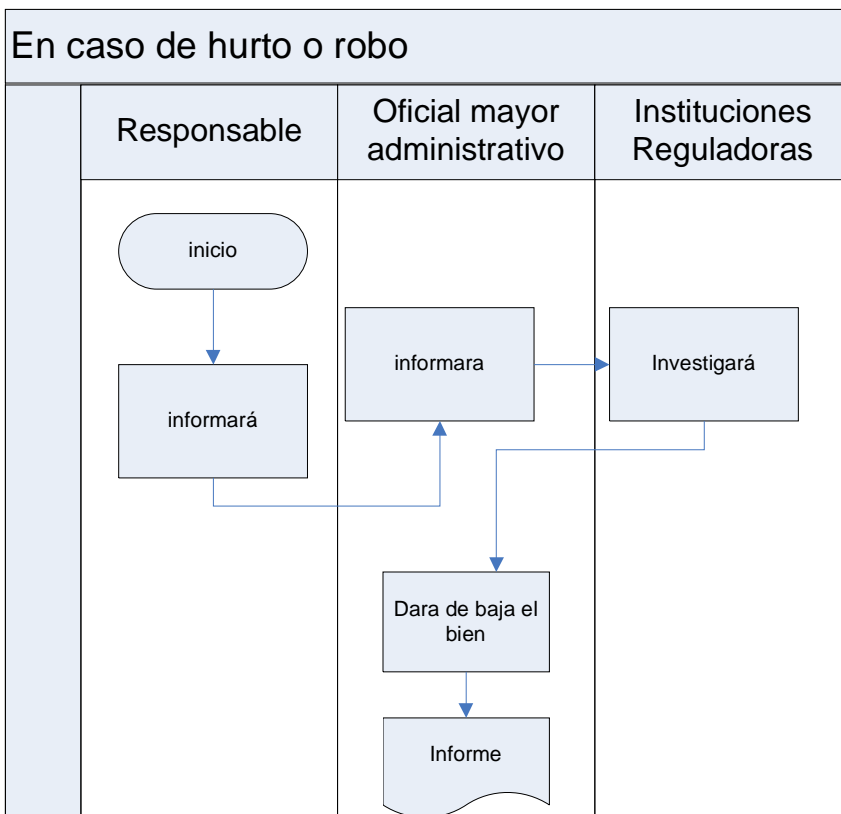 En caso de hurto o robo
Responsable
Oficial mayor
administrativo
Instituciones
Reguladoras
inicio
informará
informara
Investigará
Dara de baja el
bien
Informe